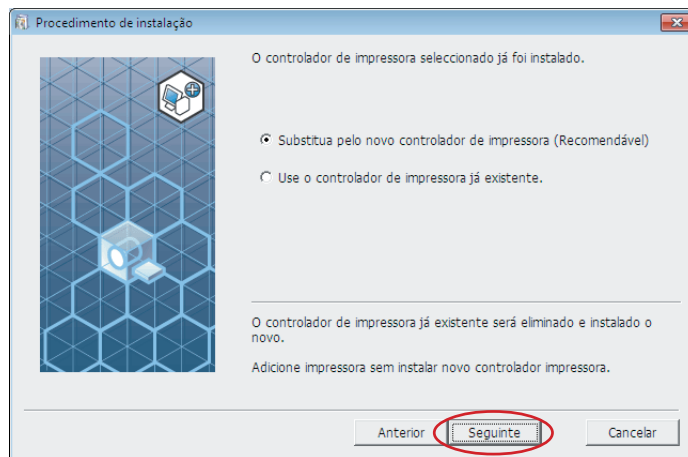 Procedimento de instalação
O controlador de impressora seleccionado já foi instalado.
Substitua pelo novo controlador de impressora (Recomendável)
Use o controlador de impressora já existente.
O controlador de impressora já existente será eliminado e instalado o
novo.
Adicione impressora sem instalar novo controlador impressora.
Anterior
Seguinte
Cancelar